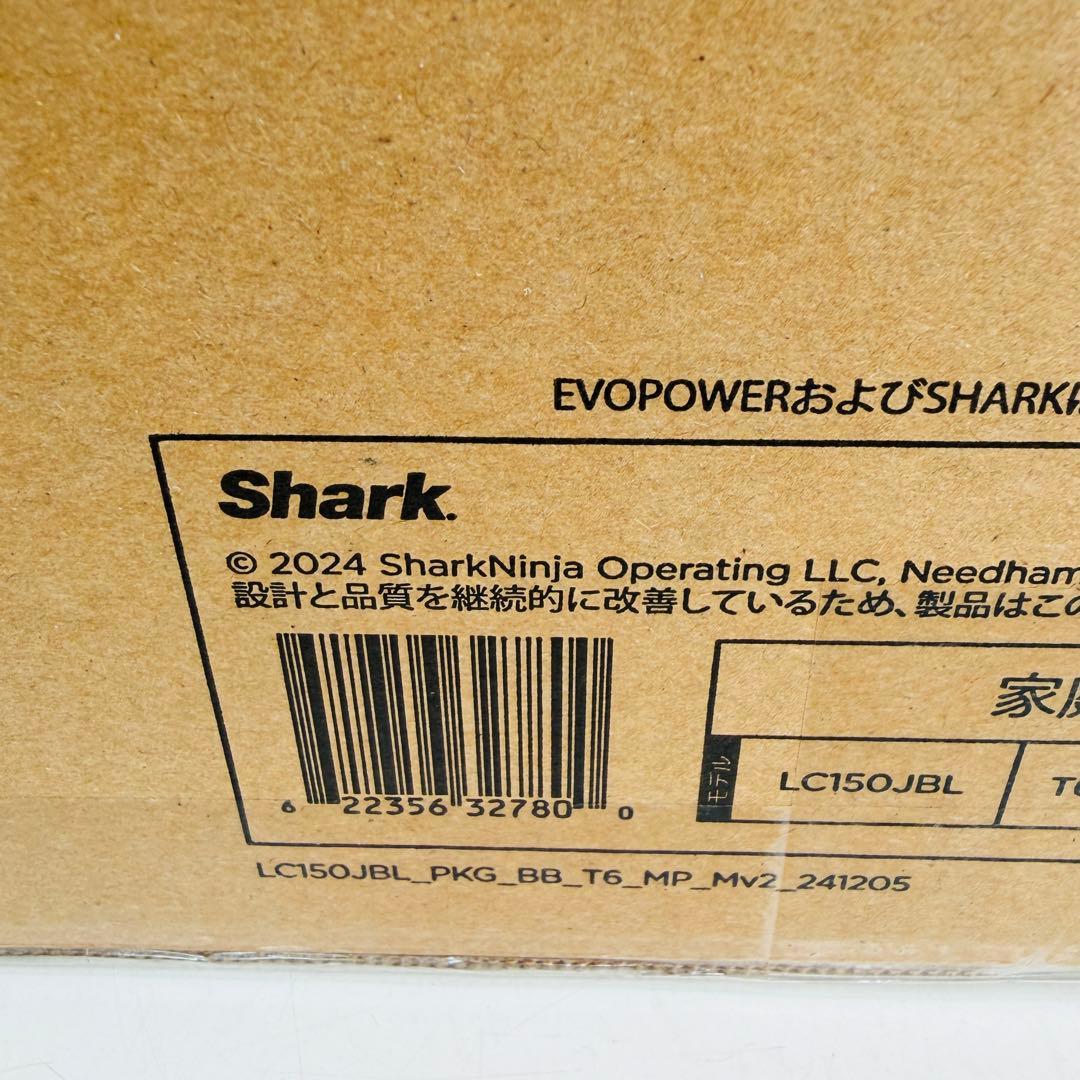 EVOPOWERおよびSHARK
Shark.
© 2024 SharkNinja Operating LLC, Needham
設計と品質を継続的に改善しているため、製品はこの
家
モデル
LC150JBL
6 22356 32780 0
LC150JBL_PKG_BB_T6_MP_Mv2_241205